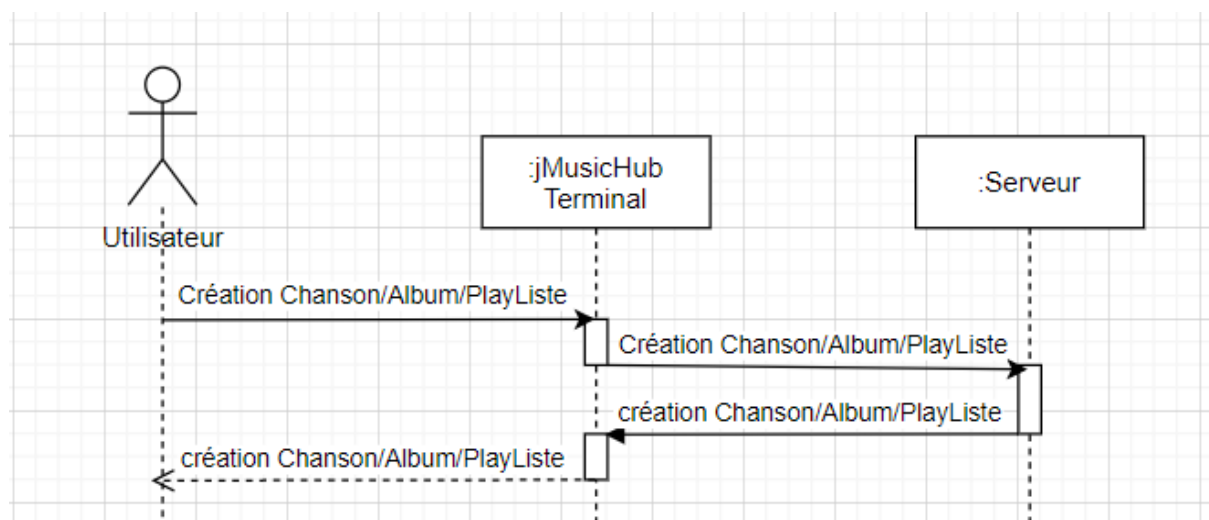 :jMusicHub
Terminal
:Serveur
Utilisateur
Création Chanson/Album/PlayListe
Création Chanson/Album/PlayListe
création Chanson/Album/PlayListe
création Chanson/Album/PlayListe